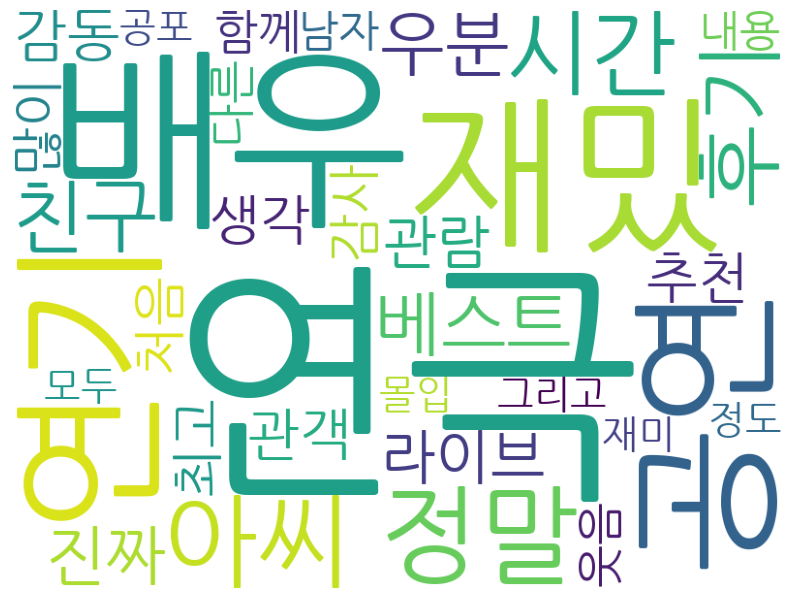 감동
공포
함께
남자
우분
시간
내용
많이
배우
다른
재밌
후기
친구
생각
감사
관람
추천
연기
처음
연극
베스트
공연
모두
몰입
그리고
최고
관객
라이브
재미
정도
진짜
아씨
정말
웃음